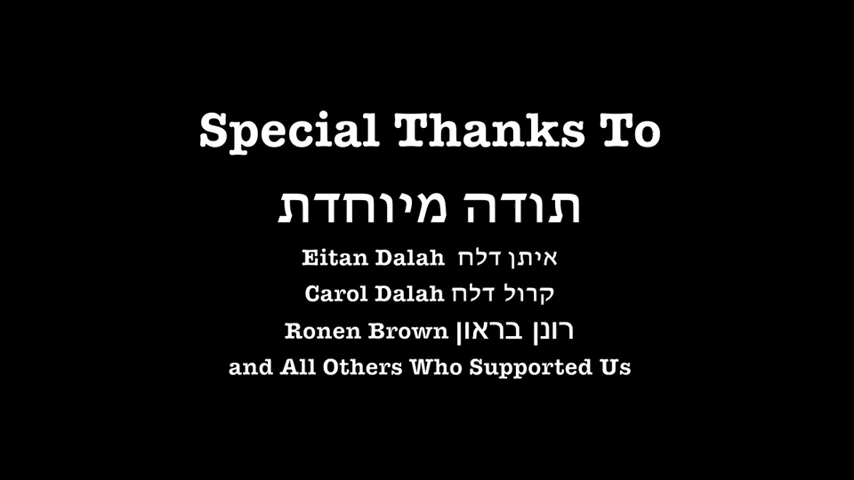 Special Thanks To
תודה מיוחדת
Eitan Dalah איתן דלח
Carol Dalah קרול דלח
Ronen Brown רונן בראון
and All Others Who Supported Us